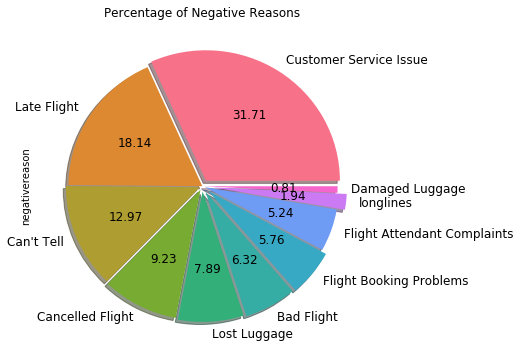 Percentage of Negative Reasons
Customer Service Issue
31.71
Late Flight
18.14
negativereason
Can't Tell
12.97
Cancelled Flight
9.23
Lost Luggage
7.89
Bad Flight
6.32
Flight Booking Problems
5.76
Flight Attendant Complaints
5.24
longlines
1.94
Damaged Luggage
0.81